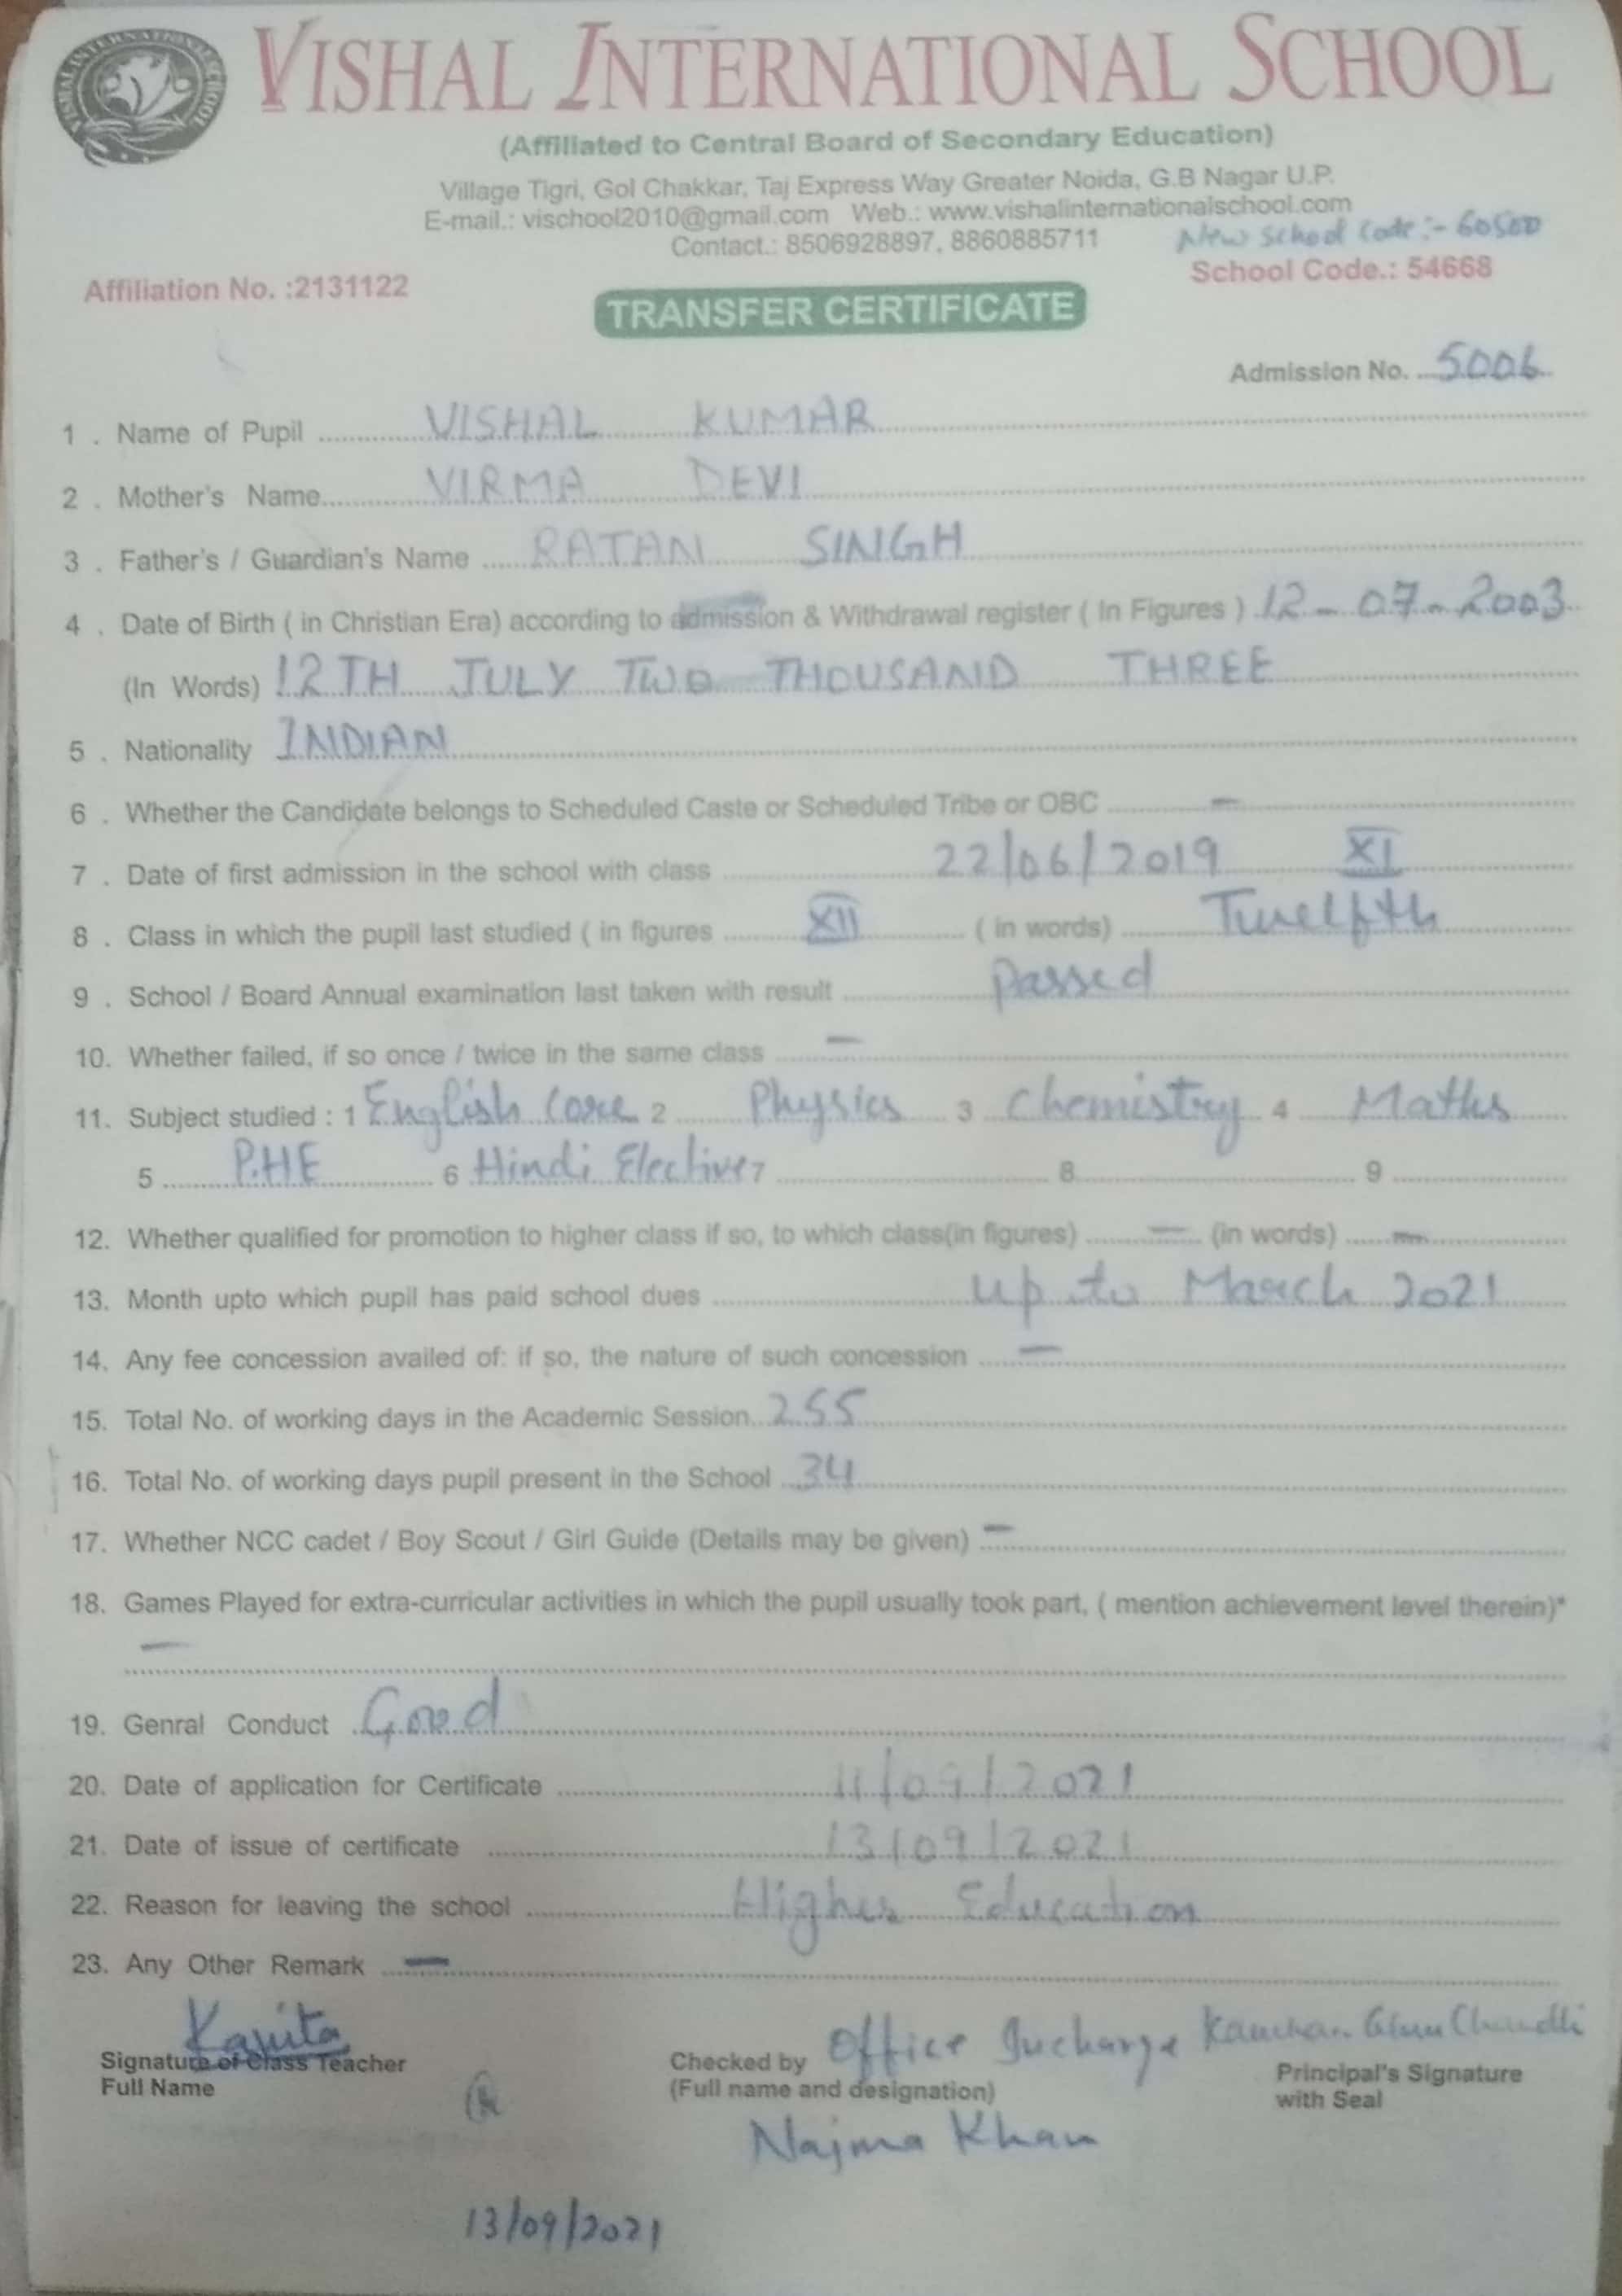 VISHAL INTERNATIONAL SCHOOL
VISHAL INTERNATIONAL SCHOOL
(Affiliated to Central Board of Secondary Education)
Village Tigri, Gol Chakkar, Taj Express Way Greater Noida, G.B Nagar U.P.
E-mail.: vischool2010@gmail.com Web.: www.vishalinternationalschool.com
Contact.: 8506928897, 8860885711
New School Code :- 60500
Affiliation No. :2131122
School Code.: 54668
TRANSFER CERTIFICATE
Admission No. 5006
1 . Name of Pupil VISHAL KUMAR
2 . Mother's Name VIRMA DEVI
3 . Father's / Guardian's Name RATAN SINGH
4 . Date of Birth ( in Christian Era) according to admission & Withdrawal register ( In Figures ) 12-07-2003
(In Words) 12TH JULY TWO THOUSAND THREE
5 . Nationality INDIAN
6 . Whether the Candidate belongs to Scheduled Caste or Scheduled Tribe or OBC –
7 . Date of first admission in the school with class 22/06/2019 XI
8 . Class in which the pupil last studied ( in figures XII ( in words) Twelfth
9 . School / Board Annual examination last taken with result Passed
10. Whether failed, if so once / twice in the same class –
11. Subject studied : 1 English Core 2 Physics 3 Chemistry 4 Maths
5 P.HE 6 Hindi Elective 7 8 9
12. Whether qualified for promotion to higher class if so, to which class(in figures) – (in words) –
13. Month upto which pupil has paid school dues up to March 2021
14. Any fee concession availed of: if so, the nature of such concession –
15. Total No. of working days in the Academic Session 255
16. Total No. of working days pupil present in the School 34
17. Whether NCC cadet / Boy Scout / Girl Guide (Details may be given) –
18. Games Played for extra-curricular activities in which the pupil usually took part, ( mention achievement level therein)*
–
19. Genral Conduct Good
20. Date of application for Certificate 11/09/2021
21. Date of issue of certificate 13/09/2021
22. Reason for leaving the school Higher Education
23. Any Other Remark –
Kavita
Office Incharge
Signature of Class Teacher
Checked by
Principal's Signature
Full Name
(Full name and designation)
with Seal
Najma Khan
13/09/2021